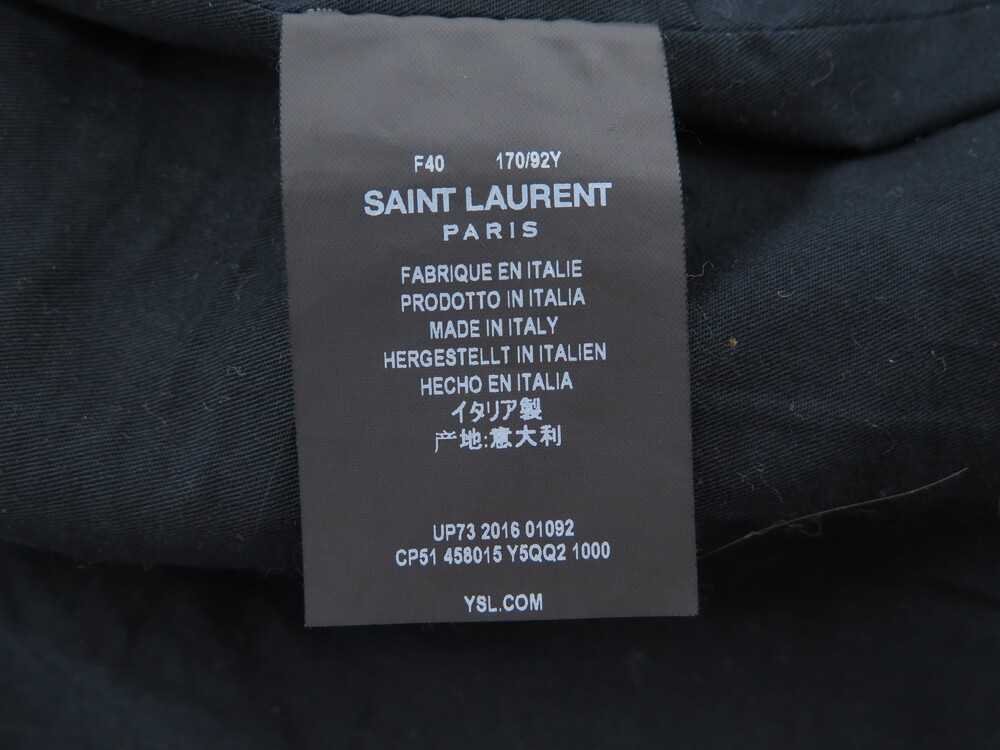 F40 170/92Y
SAINT LAURENT
PARIS
FABRIQUE EN ITALIE
PRODOTTO IN ITALIA
MADE IN ITALY
HERGESTELLT IN ITALIEN
HECHO EN ITALIA
イタリア製
产地:意大利
UP73 2016 01092
CP51 458015 Y5QQ2 1000
YSL.COM